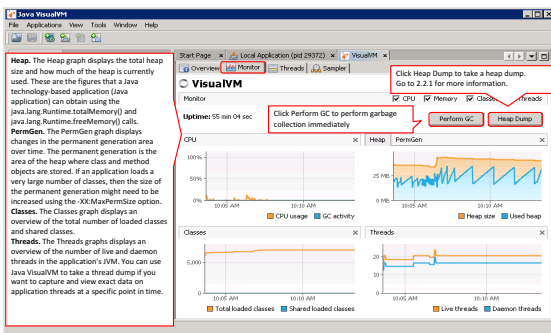 Java VisualVM
File Applications View Tools Window Help
Start Page × Local Application (pid 29372) × VisualVM ×
Overview Monitor Threads Sampler
VisualVM
Monitor
CPU Memory Classes Threads
Uptime: 55 min 04 sec
Perform GC Heap Dump
Click Heap Dump to take a heap dump.
Go to 2.2.1 for more information.
Click Perform GC to perform garbage
collection immediately
Heap. The Heap graph displays the total heap
size and how much of the heap is currently
used. These are the figures that a Java
technology-based application (Java
application) can obtain using the
java.lang.Runtime.totalMemory() and
java.lang.Runtime.freeMemory() calls.
PermGen. The PermGen graph displays
changes in the permanent generation area
over time. The permanent generation is the
area of the heap where class and method
objects are stored. If an application loads a
very large number of classes, then the size of
the permanent generation might need to be
increased using the -XX:MaxPermSize option.
Classes. The Classes graph displays an
overview of the total number of loaded classes
and shared classes.
Threads. The Threads graphs displays an
overview of the number of live and daemon
threads in the application's JVM. You can use
Java VisualVM to take a thread dump if you
want to capture and view exact data on
application threads at a specific point in time.
CPU ×
100%
50%
0%
10:05 AM 10:10 AM
CPU usage GC activity
Heap PermGen ×
25 MB
0 MB
10:05 AM 10:10 AM
Heap size Used heap
Classes ×
5,000
0
10:05 AM 10:10 AM
Total loaded classes Shared loaded classes
Threads ×
20
10
0
10:05 AM 10:10 AM
Live threads Daemon threads